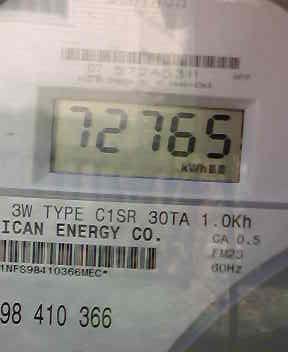 72765
kWh
3W TYPE C1SR 30TA 1.0Kh
ICAN ENERGY CO.
CA 0.5
FM2S
60Hz
1NFS98410366MEC*
98 410 366